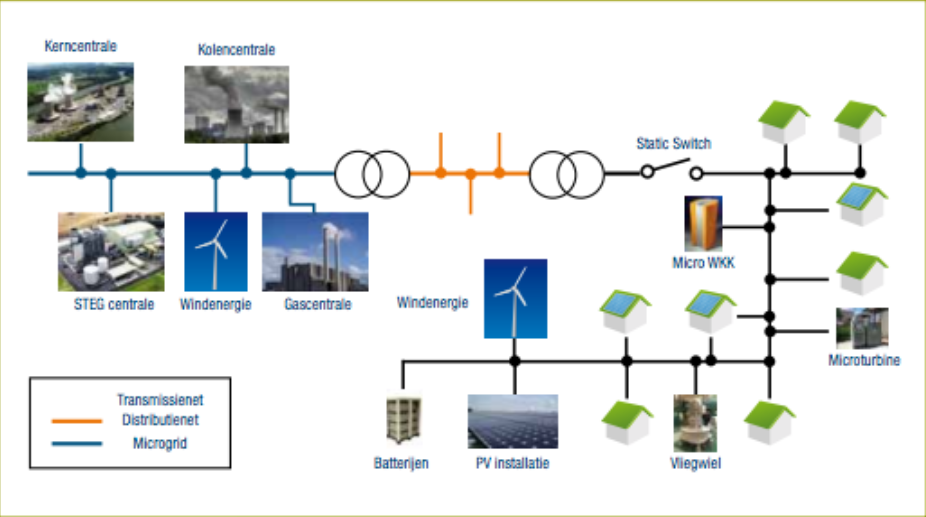 Kerncentrale
Kolencentrale
Static Switch
Micro WKK
STEG centrale
Windenergie
Gascentrale
Windenergie
Microturbine
Transmissienet
Distributienet
Microgrid
Batterijen
PV installatie
Vliegwiel